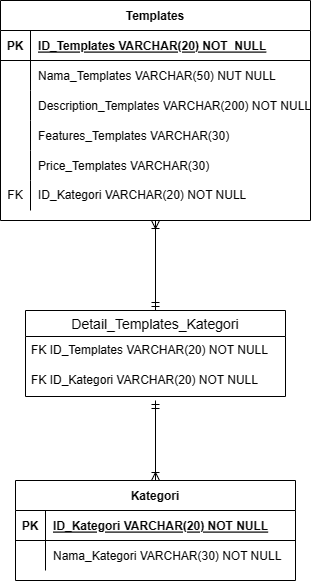 Templates
PK ID_Templates VARCHAR(20) NOT NULL
Nama_Templates VARCHAR(50) NUT NULL
Description_Templates VARCHAR(200) NOT NULL
Features_Templates VARCHAR(30)
Price_Templates VARCHAR(30)
FK ID_Kategori VARCHAR(20) NOT NULL
Detail_Templates_Kategori
FK ID_Templates VARCHAR(20) NOT NULL
FK ID_Kategori VARCHAR(20) NOT NULL
Kategori
PK ID_Kategori VARCHAR(20) NOT NULL
Nama_Kategori VARCHAR(30) NOT NULL